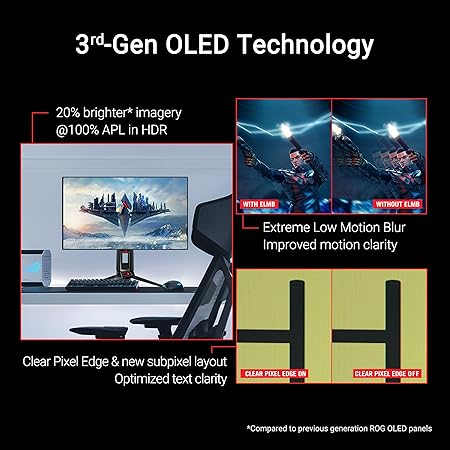 3rd-Gen OLED Technology
20% brighter* imagery
@100% APL in HDR
WITH ELMB
WITHOUT ELMB
Extreme Low Motion Blur
Improved motion clarity
Clear Pixel Edge & new subpixel layout
Optimized text clarity
CLEAR PIXEL EDGE ON
CLEAR PIXEL EDGE OFF
*Compared to previous generation ROG OLED panels